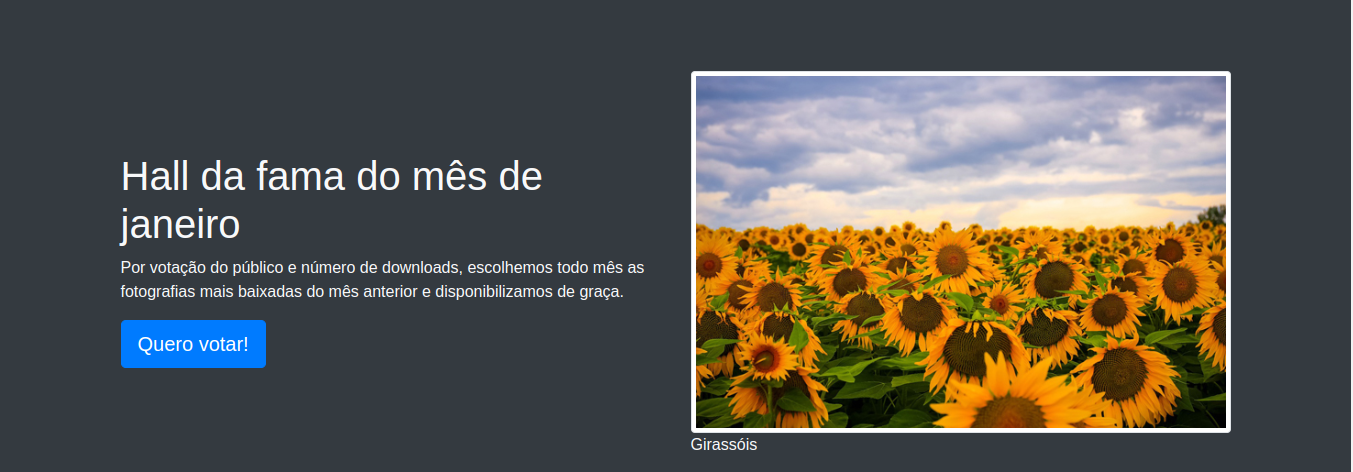 Hall da fama do mês de
janeiro
Por votação do público e número de downloads, escolhemos todo mês as
fotografias mais baixadas do mês anterior e disponibilizamos de graça.
Quero votar!
Girassóis